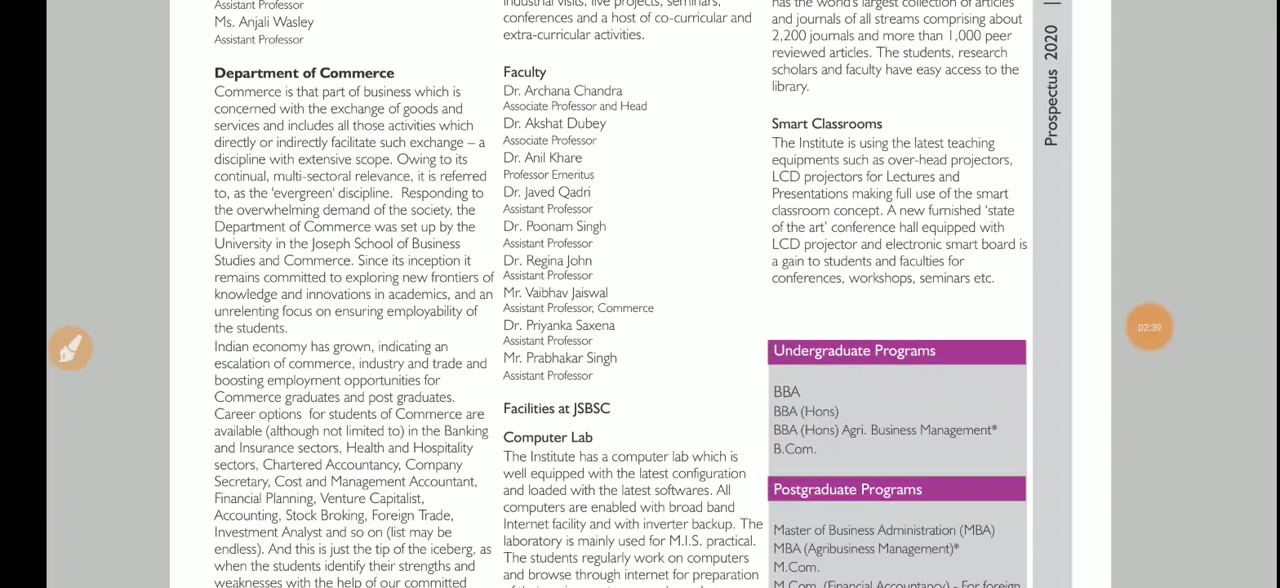 Assistant Professor
Ms. Anjali Wasley
Assistant Professor
Department of Commerce
Commerce is that part of business which is
concerned with the exchange of goods and
services and includes all those activities which
directly or indirectly facilitate such exchange – a
discipline with extensive scope. Owing to its
continual, multi-sectoral relevance, it is referred
to, as the 'evergreen' discipline. Responding to
the overwhelming demand of the society, the
Department of Commerce was set up by the
University in the Joseph School of Business
Studies and Commerce. Since its inception it
remains committed to exploring new frontiers of
knowledge and innovations in academics, and an
unrelenting focus on ensuring employability of
the students.
Indian economy has grown, indicating an
escalation of commerce, industry and trade and
boosting employment opportunities for
Commerce graduates and post graduates.
Career options for students of Commerce are
available (although not limited to) in the Banking
and Insurance sectors, Health and Hospitality
sectors, Chartered Accountancy, Company
Secretary, Cost and Management Accountant,
Financial Planning, Venture Capitalist,
Accounting, Stock Broking, Foreign Trade,
Investment Analyst and so on (list may be
endless). And this is just the tip of the iceberg, as
when the students identify their strengths and
weaknesses with the help of our committed
industrial visits, live projects, seminars,
conferences and a host of co-curricular and
extra-curricular activities.
Faculty
Dr. Archana Chandra
Associate Professor and Head
Dr. Akshat Dubey
Associate Professor
Dr. Anil Khare
Professor Emeritus
Dr. Javed Qadri
Assistant Professor
Dr. Poonam Singh
Assistant Professor
Dr. Regina John
Assistant Professor
Mr. Vaibhav Jaiswal
Assistant Professor, Commerce
Dr. Priyanka Saxena
Assistant Professor
Mr. Prabhakar Singh
Assistant Professor
Facilities at JSBSC
Computer Lab
The Institute has a computer lab which is
well equipped with the latest configuration
and loaded with the latest softwares. All
computers are enabled with broad band
Internet facility and with inverter backup. The
laboratory is mainly used for M.I.S. practical.
The students regularly work on computers
and browse through internet for preparation
has the world's largest collection of articles
and journals of all streams comprising about
2,200 journals and more than 1,000 peer
reviewed articles. The students, research
scholars and faculty have easy access to the
library.
Smart Classrooms
The Institute is using the latest teaching
equipments such as over-head projectors,
LCD projectors for Lectures and
Presentations making full use of the smart
classroom concept. A new furnished 'state
of the art' conference hall equipped with
LCD projector and electronic smart board is
a gain to students and faculties for
conferences, workshops, seminars etc.
Undergraduate Programs
BBA
BBA (Hons)
BBA (Hons) Agri. Business Management*
B.Com.
Postgraduate Programs
Master of Business Administration (MBA)
MBA (Agribusiness Management)*
M.Com.
M.Com. (Financial Accountancy) - For foreign
Prospectus 2020 |
02:39